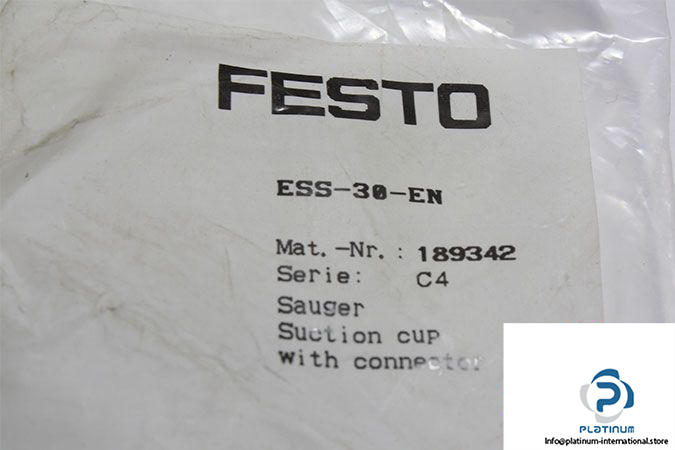 FESTO
ESS-30-EN
Mat.-Nr.: 189342
Serie: C4
Sauger
Suction cup
with connector
PLATINUM
Info@platinum-international.store